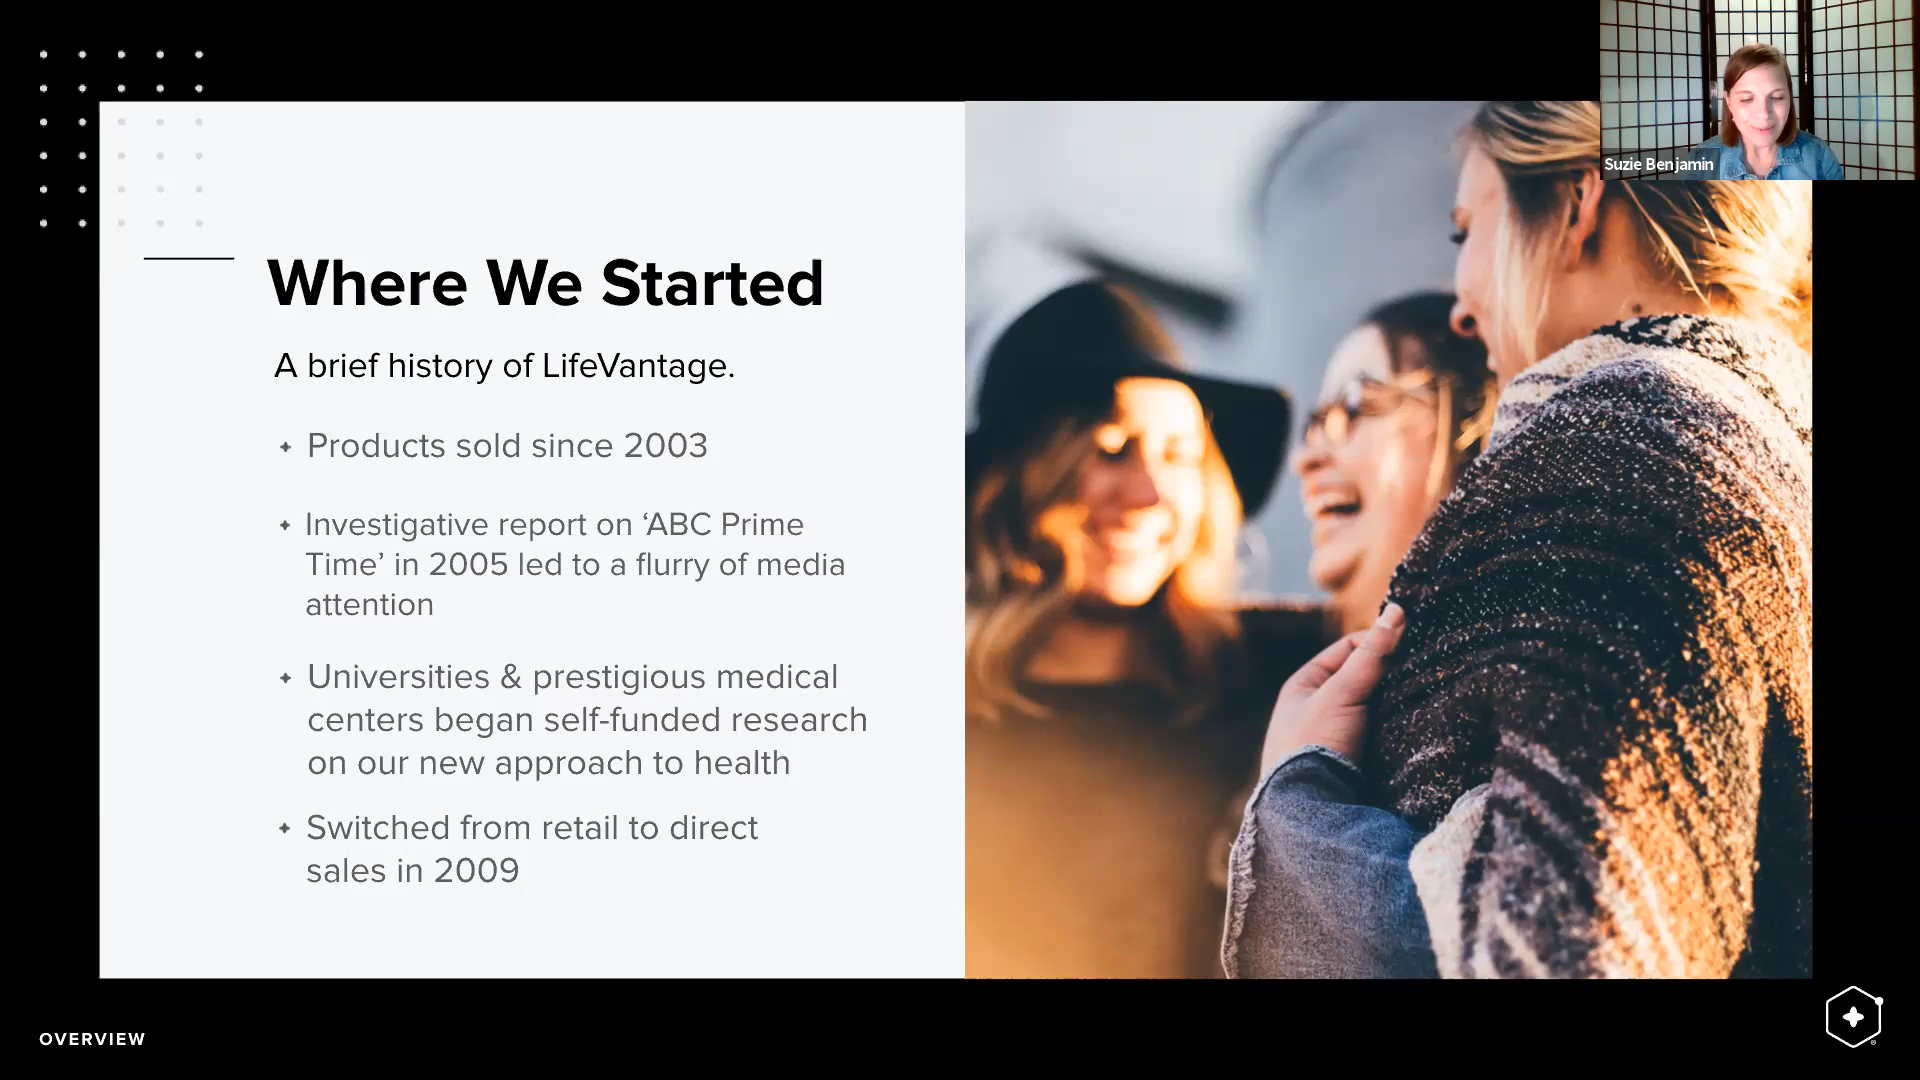 Suzie Benjamin
Where We Started
A brief history of LifeVantage.
Products sold since 2003
Investigative report on ‘ABC Prime
Time’ in 2005 led to a flurry of media
attention
Universities & prestigious medical
centers began self-funded research
on our new approach to health
Switched from retail to direct
sales in 2009
OVERVIEW